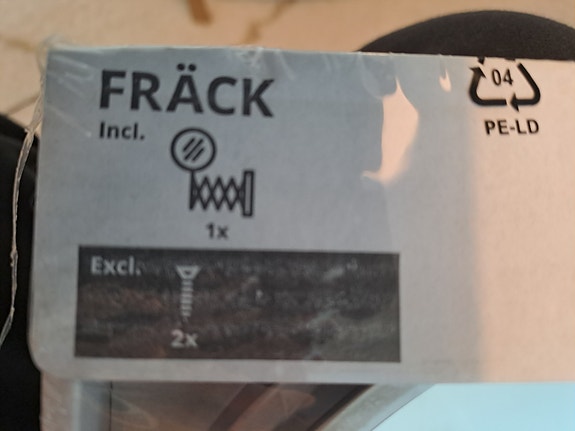 FRÄCK
Incl.
1x
Excl.
2x
04
PE-LD